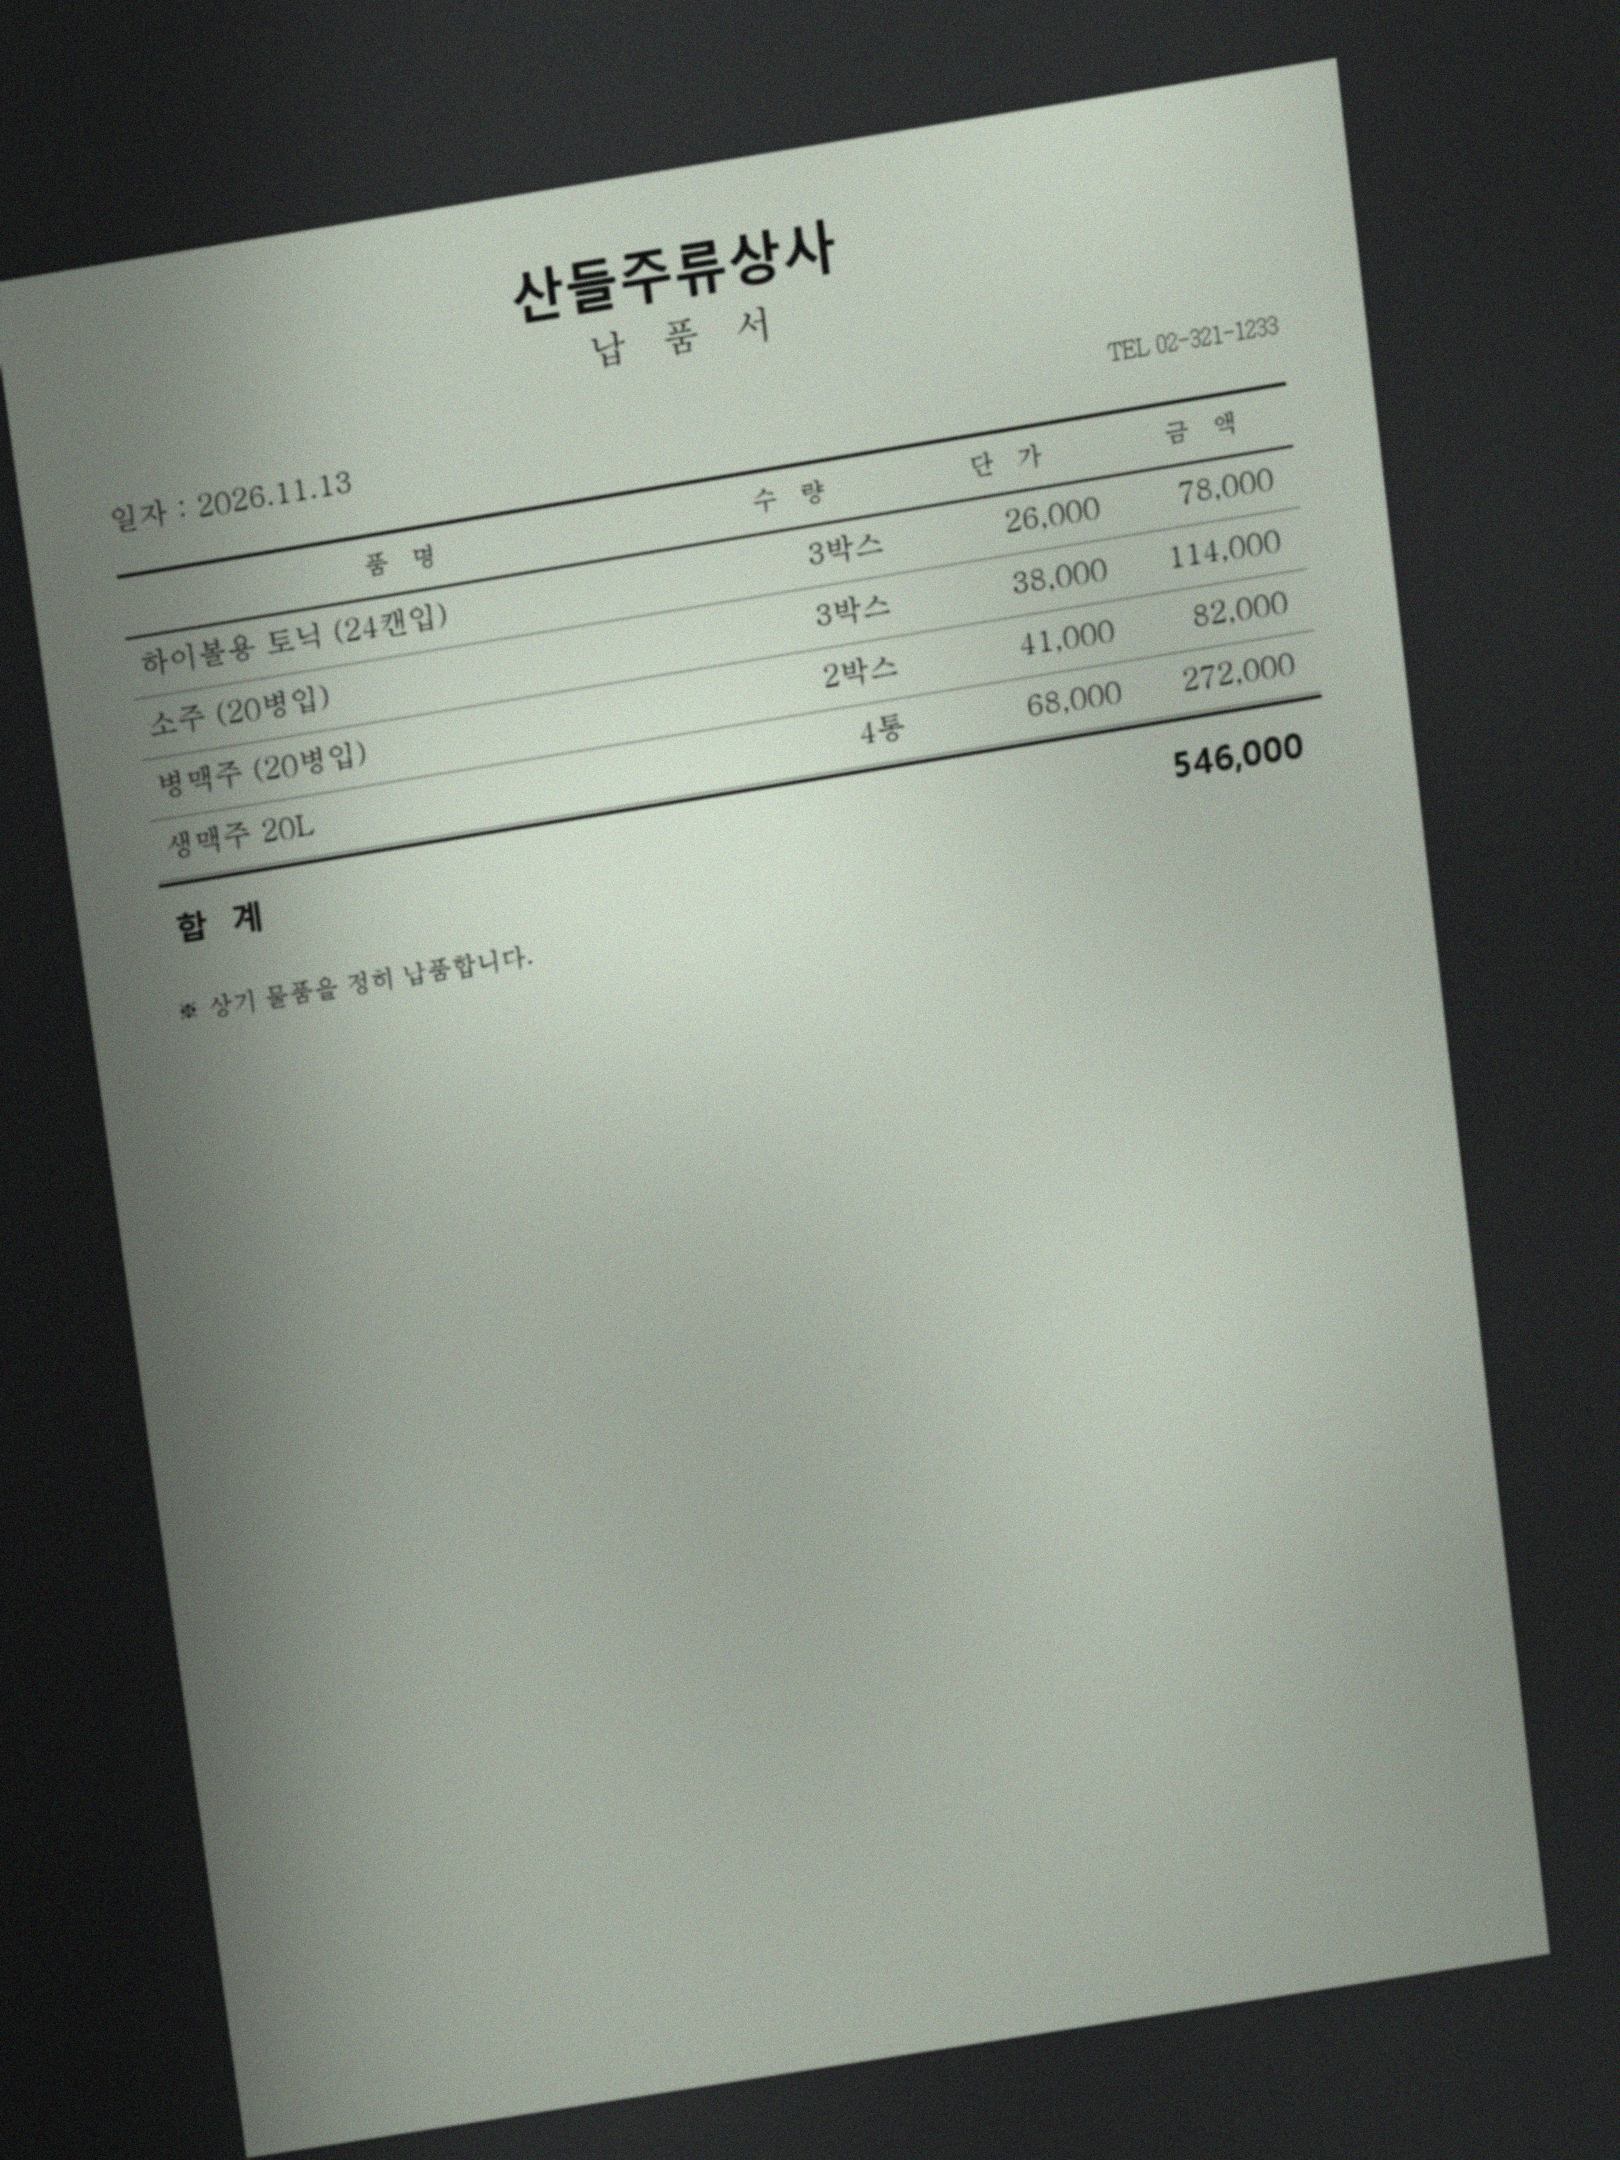 산들주류상사
납 품 서
TEL 02-321-1233
일자 : 2026.11.13
품 명 수 량 단 가 금 액
하이볼용 토닉 (24캔입) 3박스 26,000 78,000
소주 (20병입) 3박스 38,000 114,000
병맥주 (20병입) 2박스 41,000 82,000
생맥주 20L 4통 68,000 272,000
합 계 546,000
※ 상기 물품을 정히 납품합니다.